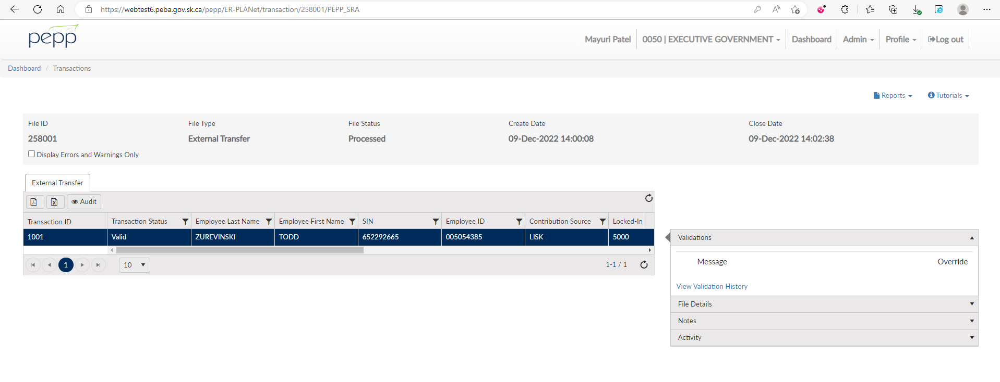 https://webtest6.peba.gov.sk.ca/pepp/ER-PLANet/transaction/258001/PEPP_SRA
pepp
Mayuri Patel
0050 | EXECUTIVE GOVERNMENT
Dashboard
Admin
Profile
Log out
Dashboard / Transactions
Reports
Tutorials
File ID
File Type
File Status
Create Date
Close Date
258001
External Transfer
Processed
09-Dec-2022 14:00:08
09-Dec-2022 14:02:38
Display Errors and Warnings Only
External Transfer
Audit
Transaction ID
Transaction Status
Employee Last Name
Employee First Name
SIN
Employee ID
Contribution Source
Locked-In
1001
Valid
ZUREVINSKI
TODD
652292665
005054385
LISK
5000
1
10
1-1 / 1
Validations
Message
Override
View Validation History
File Details
Notes
Activity